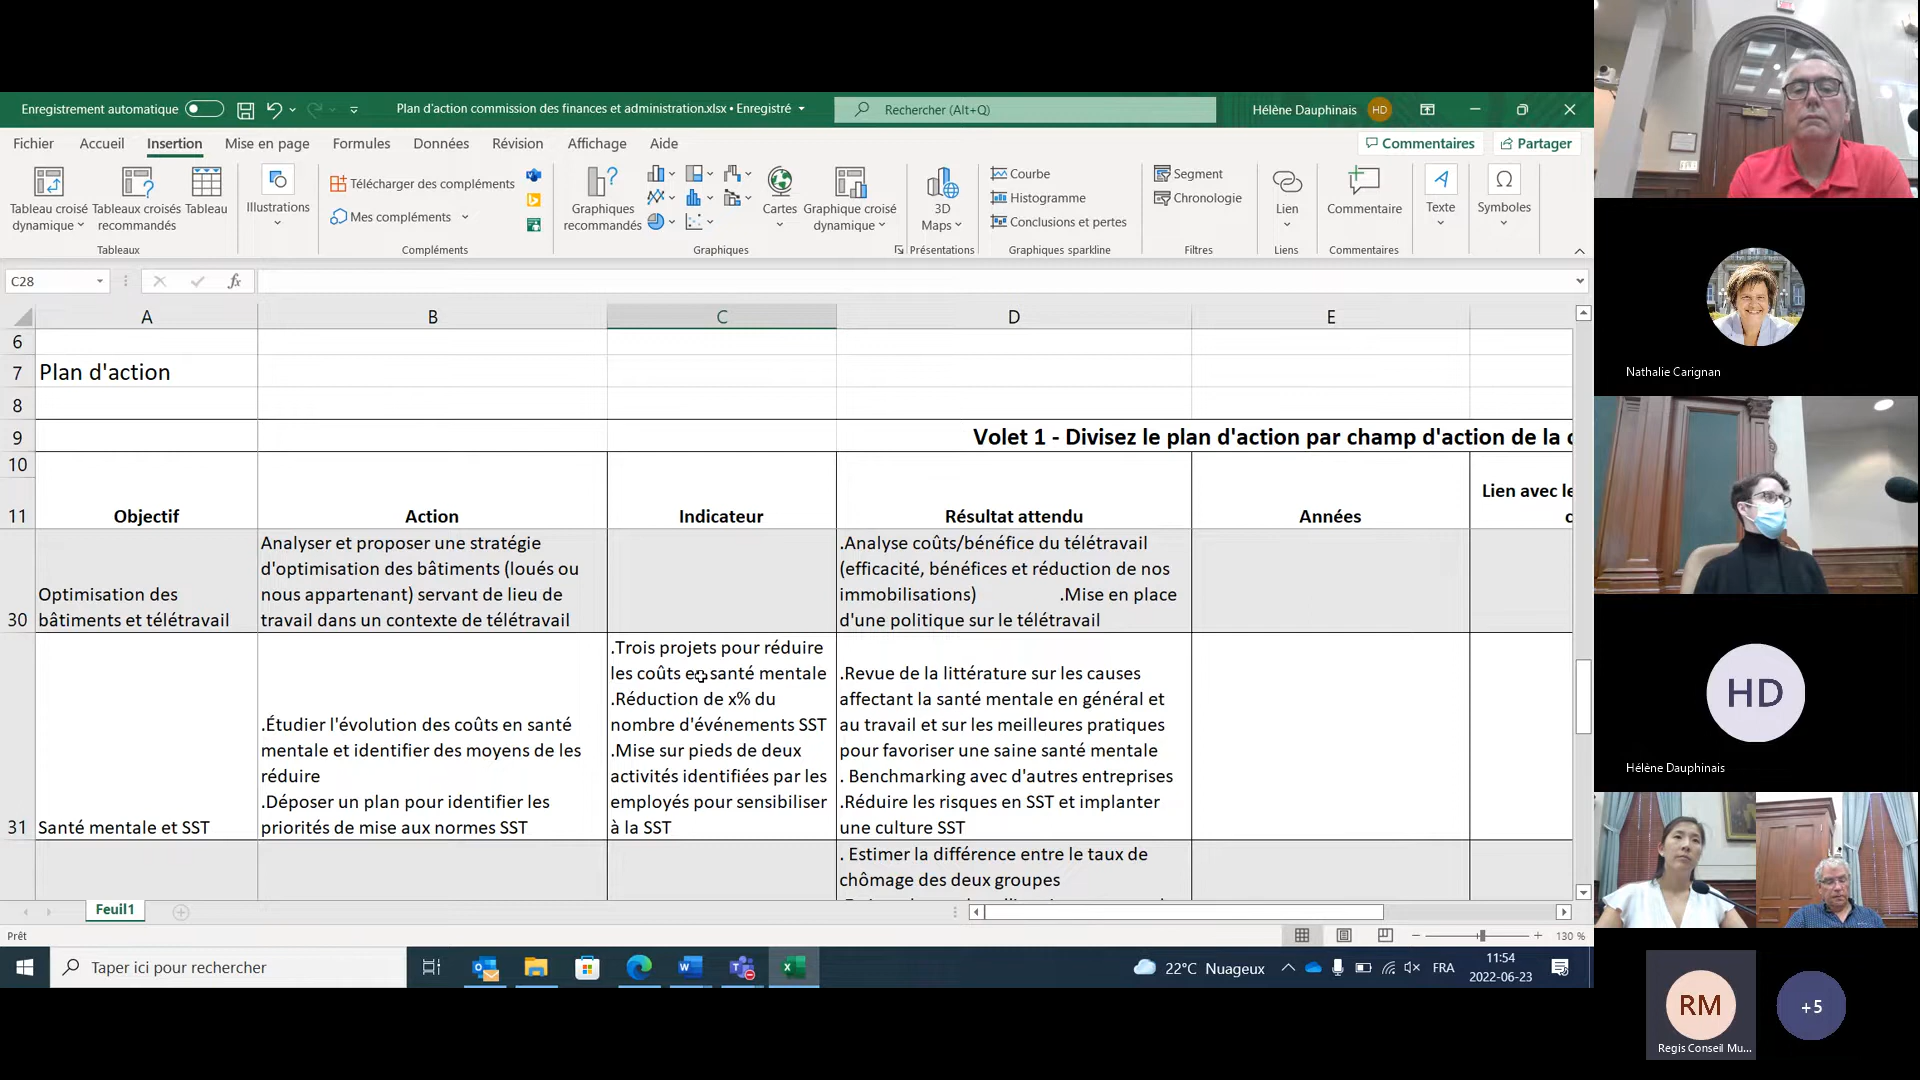 Enregistrement automatique
Plan d'action commission des finances et administration.xlsx • Enregistré
Rechercher (Alt+Q)
Hélène Dauphinais
HD
Fichier Accueil Insertion Mise en page Formules Données Révision Affichage Aide
Commentaires
Partager
Tableau croisé
dynamique
Tableaux croisés
recommandés
Tableau
Tableaux
Illustrations
Télécharger des compléments
Mes compléments
Compléments
Graphiques
recommandés
Cartes
Graphique croisé
dynamique
Graphiques
3D
Maps
Présentations
Courbe
Histogramme
Conclusions et pertes
Graphiques sparkline
Segment
Chronologie
Filtres
Lien
Liens
Commentaire
Commentaires
Texte
Symboles
C28
fx
A B C D E
6
7 Plan d'action
8
9 Volet 1 - Divisez le plan d'action par champ d'action de la
10
11
Objectif
Action
Indicateur
Résultat attendu
Années
Lien avec le
30
Optimisation des
bâtiments et télétravail
Analyser et proposer une stratégie
d'optimisation des bâtiments (loués ou
nous appartenant) servant de lieu de
travail dans un contexte de télétravail
.Analyse coûts/bénéfice du télétravail
(efficacité, bénéfices et réduction de nos
immobilisations) .Mise en place
d'une politique sur le télétravail
31
Santé mentale et SST
.Étudier l'évolution des coûts en santé
mentale et identifier des moyens de les
réduire
.Déposer un plan pour identifier les
priorités de mise aux normes SST
.Trois projets pour réduire
les coûts en santé mentale
.Réduction de x% du
nombre d'événements SST
.Mise sur pieds de deux
activités identifiées par les
employés pour sensibiliser
à la SST
.Revue de la littérature sur les causes
affectant la santé mentale en général et
au travail et sur les meilleures pratiques
pour favoriser une saine santé mentale
. Benchmarking avec d'autres entreprises
.Réduire les risques en SST et implanter
une culture SST
. Estimer la différence entre le taux de
chômage des deux groupes
Feuil1
Prêt
130 %
Taper ici pour rechercher
22°C Nuageux
FRA
11:54
2022-06-23
Nathalie Carignan
HD
Hélène Dauphinais
RM
Regis Conseil Mu...
+5